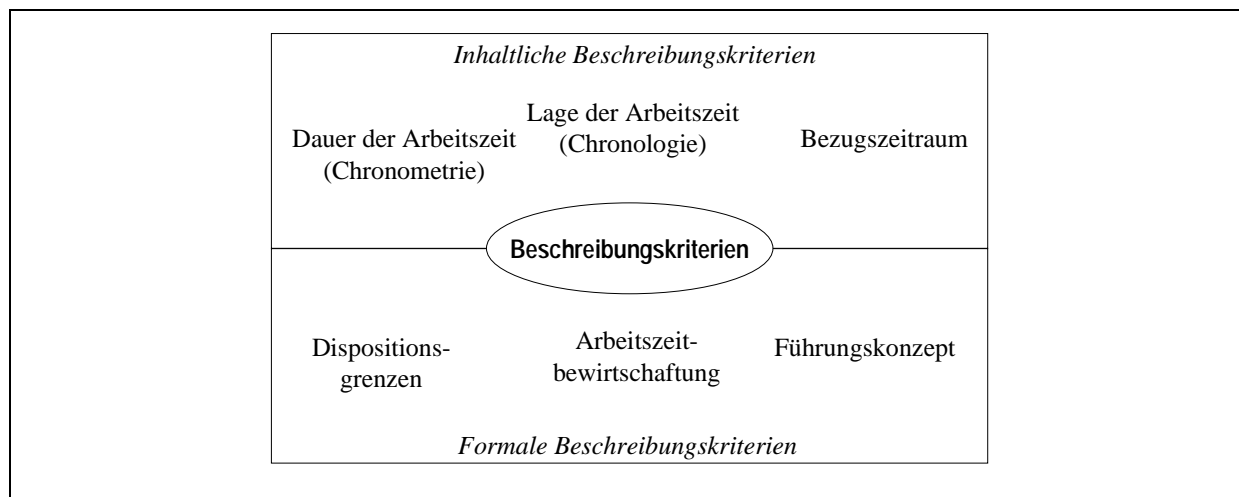 Inhaltliche Beschreibungskriterien
Dauer der Arbeitszeit
(Chronometrie)
Lage der Arbeitszeit
(Chronologie)
Bezugszeitraum
Beschreibungskriterien
Dispositions-
grenzen
Arbeitszeit-
bewirtschaftung
Führungskonzept
Formale Beschreibungskriterien